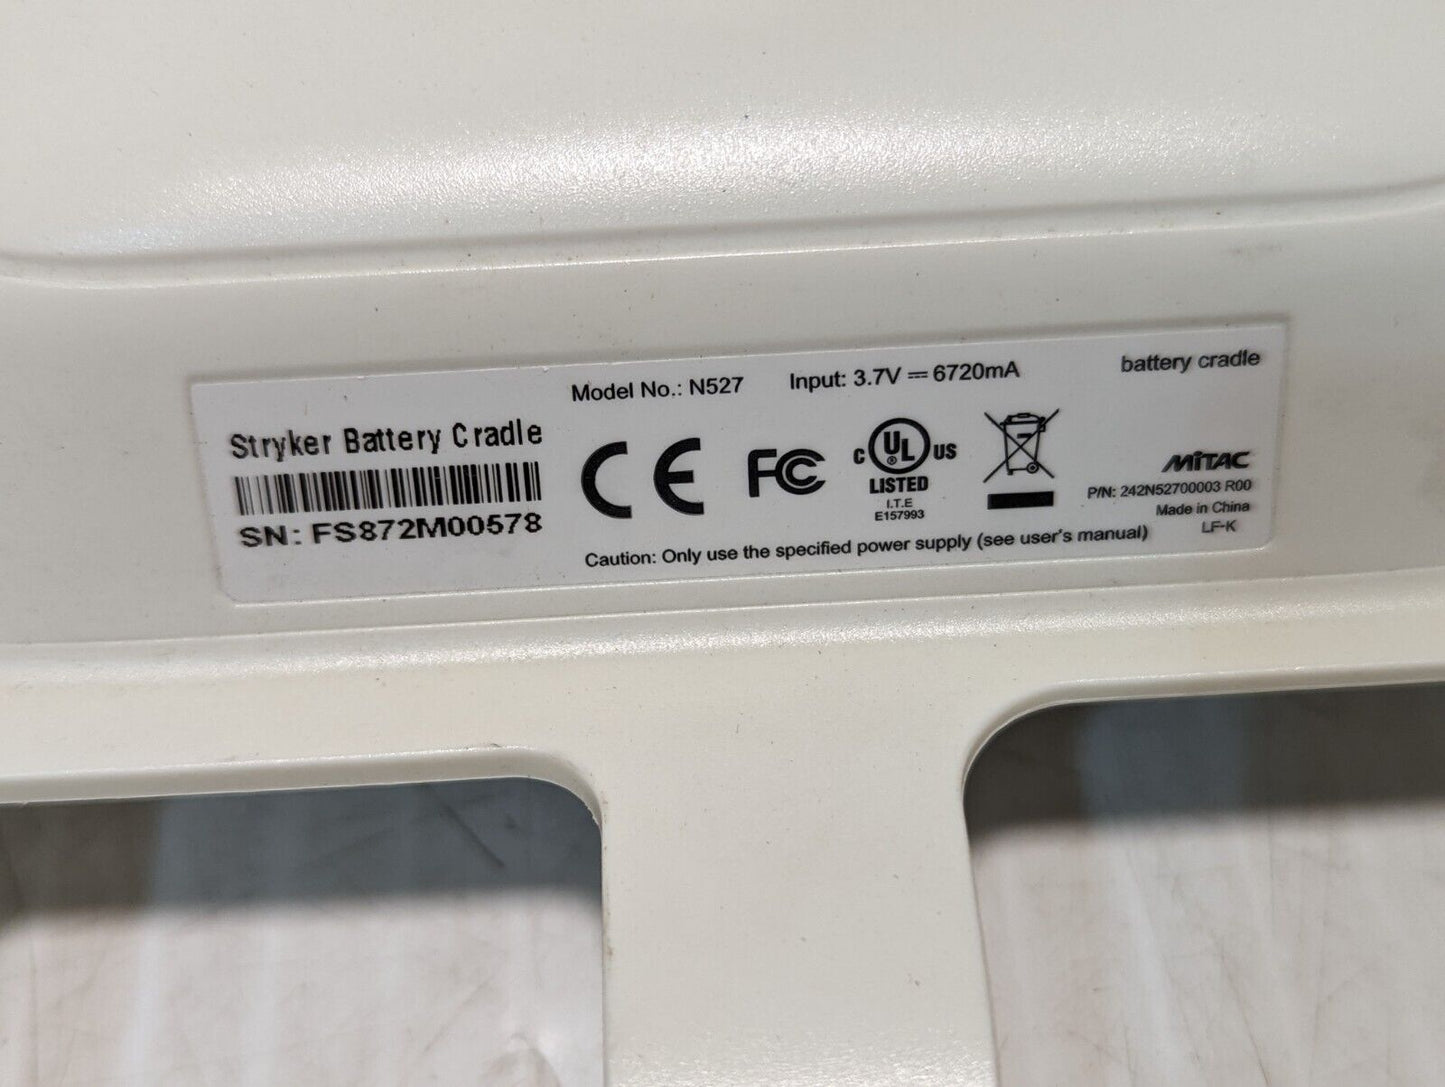 Stryker Battery Cradle
SN: FS872M00578
Model No.: N527
Input: 3.7V ⎓ 6720mA
battery cradle
CE
FC
C UL US
®
LISTED
I.T.E
E157993
MiTAC
P/N: 242N52700003 R00
Made in China
LF-K
Caution: Only use the specified power supply (see user's manual)